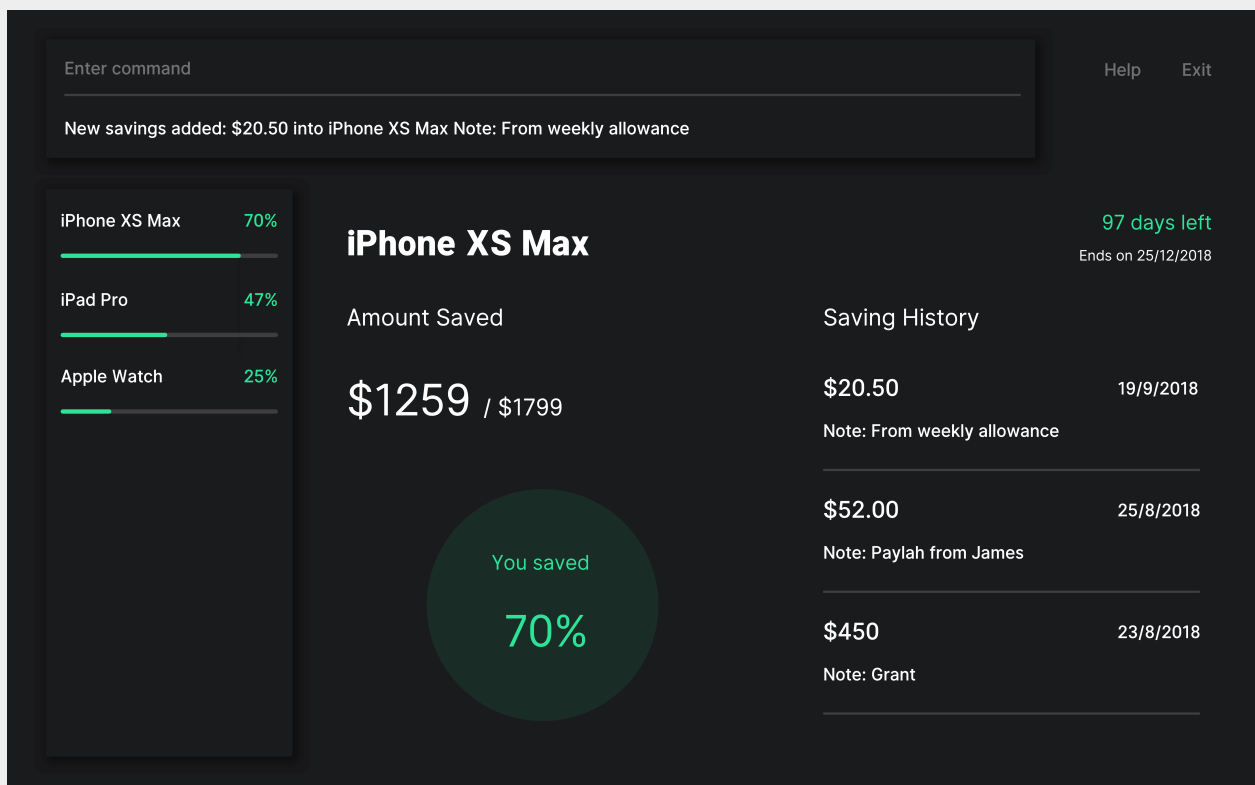 Enter command
Help
Exit
New savings added: $20.50 into iPhone XS Max Note: From weekly allowance
iPhone XS Max 70%
iPad Pro 47%
Apple Watch 25%
iPhone XS Max
97 days left
Ends on 25/12/2018
Amount Saved
$1259 / $1799
You saved
70%
Saving History
$20.50 19/9/2018
Note: From weekly allowance
$52.00 25/8/2018
Note: Paylah from James
$450 23/8/2018
Note: Grant